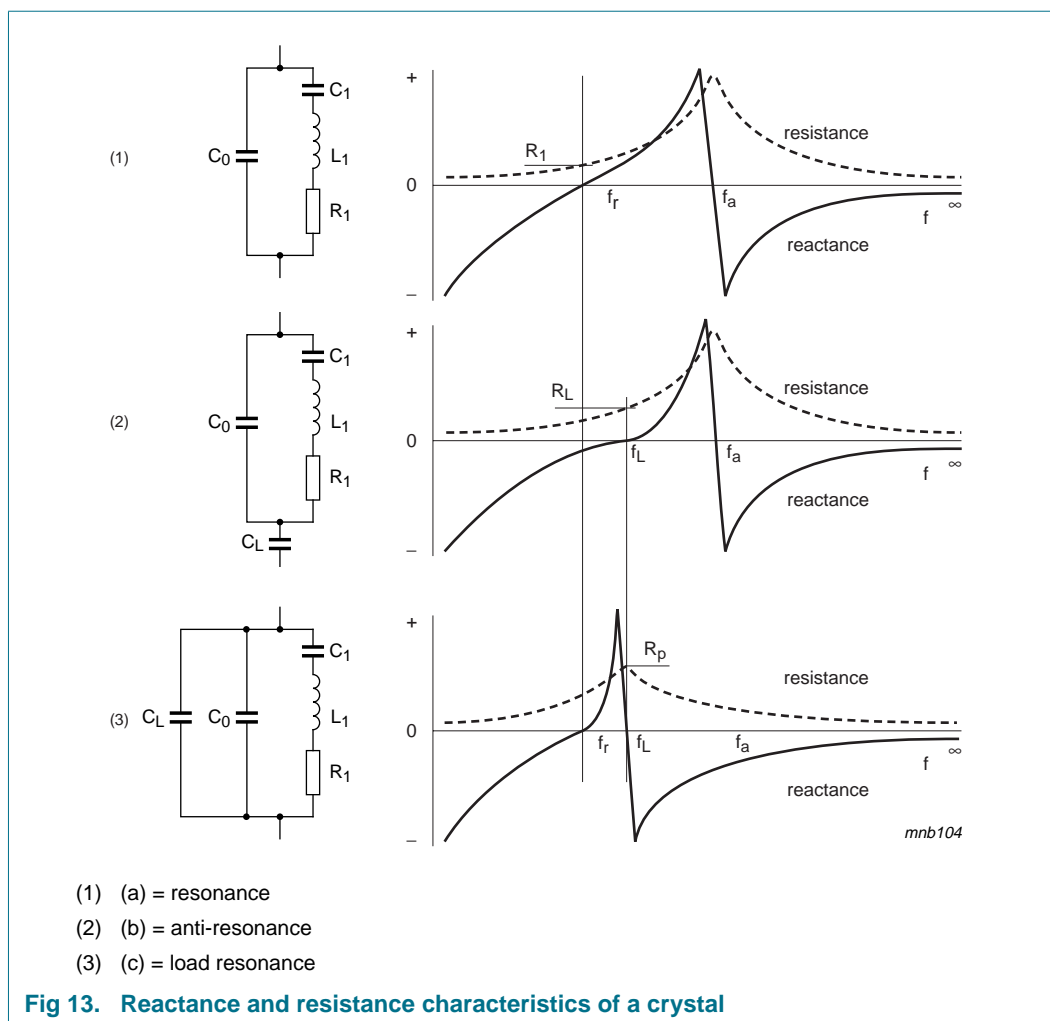 +
C1
resistance
(1)
C0
L1
R1
0
fr
fa
∞
f
R1
reactance
–
+
C1
resistance
RL
(2)
C0
L1
0
fL
fa
∞
f
R1
reactance
CL
–
+
C1
Rp
resistance
(3)
CL
C0
L1
0
fr
fL
fa
∞
f
R1
reactance
–
mnb104
(1) (a) = resonance
(2) (b) = anti-resonance
(3) (c) = load resonance
Fig 13. Reactance and resistance characteristics of a crystal